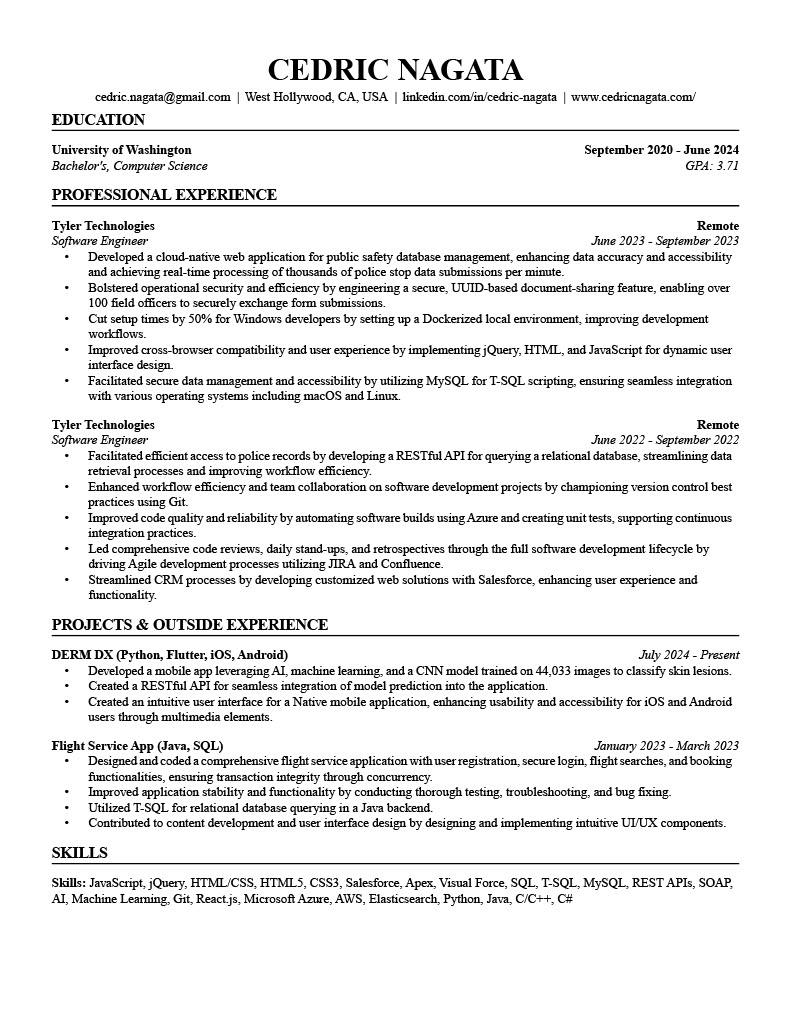 CEDRIC NAGATA
cedric.nagata@gmail.com | West Hollywood, CA, USA | linkedin.com/in/cedric-nagata | www.cedricnagata.com/
EDUCATION
University of Washington September 2020 - June 2024
Bachelor's, Computer Science GPA: 3.71
PROFESSIONAL EXPERIENCE
Tyler Technologies Remote
Software Engineer June 2023 - September 2023
• Developed a cloud-native web application for public safety database management, enhancing data accuracy and accessibility
and achieving real-time processing of thousands of police stop data submissions per minute.
• Bolstered operational security and efficiency by engineering a secure, UUID-based document-sharing feature, enabling over
100 field officers to securely exchange form submissions.
• Cut setup times by 50% for Windows developers by setting up a Dockerized local environment, improving development
workflows.
• Improved cross-browser compatibility and user experience by implementing jQuery, HTML, and JavaScript for dynamic user
interface design.
• Facilitated secure data management and accessibility by utilizing MySQL for T-SQL scripting, ensuring seamless integration
with various operating systems including macOS and Linux.
Tyler Technologies Remote
Software Engineer June 2022 - September 2022
• Facilitated efficient access to police records by developing a RESTful API for querying a relational database, streamlining data
retrieval processes and improving workflow efficiency.
• Enhanced workflow efficiency and team collaboration on software development projects by championing version control best
practices using Git.
• Improved code quality and reliability by automating software builds using Azure and creating unit tests, supporting continuous
integration practices.
• Led comprehensive code reviews, daily stand-ups, and retrospectives through the full software development lifecycle by
driving Agile development processes utilizing JIRA and Confluence.
• Streamlined CRM processes by developing customized web solutions with Salesforce, enhancing user experience and
functionality.
PROJECTS & OUTSIDE EXPERIENCE
DERM DX (Python, Flutter, iOS, Android) July 2024 - Present
• Developed a mobile app leveraging AI, machine learning, and a CNN model trained on 44,033 images to classify skin lesions.
• Created a RESTful API for seamless integration of model prediction into the application.
• Created an intuitive user interface for a Native mobile application, enhancing usability and accessibility for iOS and Android
users through multimedia elements.
Flight Service App (Java, SQL) January 2023 - March 2023
• Designed and coded a comprehensive flight service application with user registration, secure login, flight searches, and booking
functionalities, ensuring transaction integrity through concurrency.
• Improved application stability and functionality by conducting thorough testing, troubleshooting, and bug fixing.
• Utilized T-SQL for relational database querying in a Java backend.
• Contributed to content development and user interface design by designing and implementing intuitive UI/UX components.
SKILLS
Skills: JavaScript, jQuery, HTML/CSS, HTML5, CSS3, Salesforce, Apex, Visual Force, SQL, T-SQL, MySQL, REST APIs, SOAP,
AI, Machine Learning, Git, React.js, Microsoft Azure, AWS, Elasticsearch, Python, Java, C/C++, C#